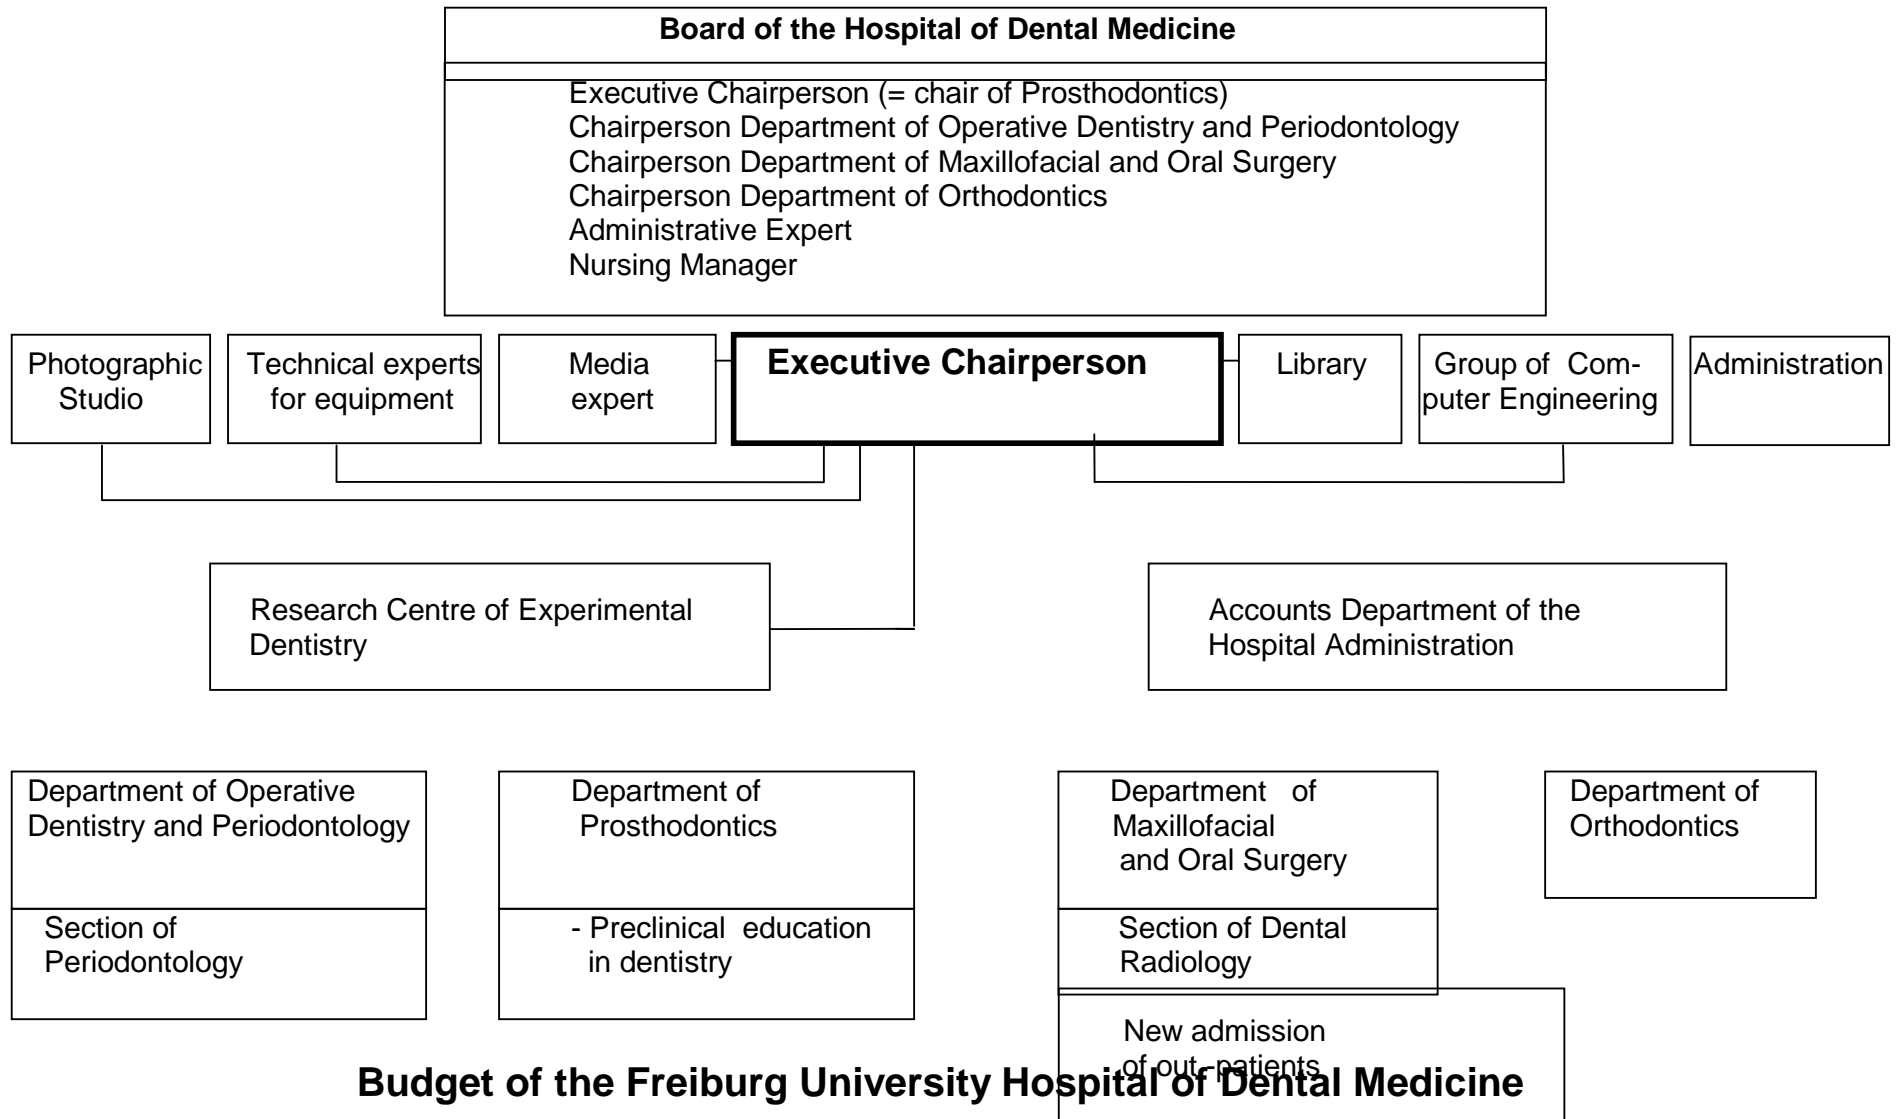 Board of the Hospital of Dental Medicine
Executive Chairperson (= chair of Prosthodontics)
Chairperson Department of Operative Dentistry and Periodontology
Chairperson Department of Maxillofacial and Oral Surgery
Chairperson Department of Orthodontics
Administrative Expert
Nursing Manager
Photographic
Studio
Technical experts
for equipment
Media
expert
Executive Chairperson
Library
Group of Com-
puter Engineering
Administration
Research Centre of Experimental
Dentistry
Accounts Department of the
Hospital Administration
Department of Operative
Dentistry and Periodontology
Section of
Periodontology
Department of
Prosthodontics
- Preclinical education
in dentistry
Department of
Maxillofacial
and Oral Surgery
Section of Dental
Radiology
New admission
of out-patients
Department of
Orthodontics
Budget of the Freiburg University Hospital of Dental Medicine